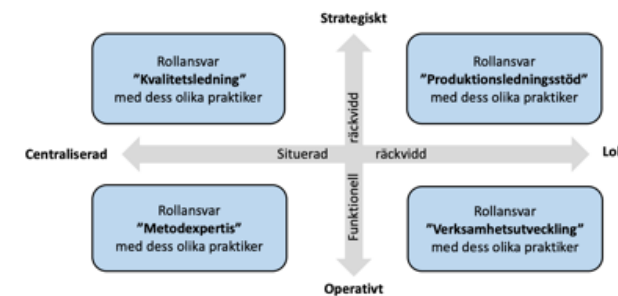 Strategiskt
Rollansvar
”Kvalitetsledning”
med dess olika praktiker
Rollansvar
”Produktionsledningsstöd”
med dess olika praktiker
Centraliserad
Situerad räckvidd
Funktionell räckvidd
Rollansvar
”Metodexpertis”
med dess olika praktiker
Rollansvar
”Verksamhetsutveckling”
med dess olika praktiker
Operativt